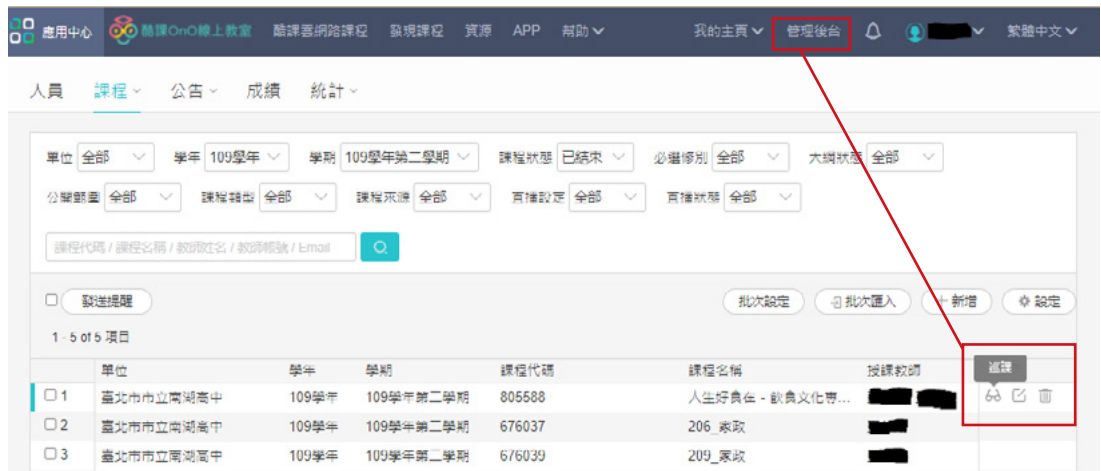 應用中心 酷課OnO線上教室 酷課雲網路課程 發現課程 資源 APP 幫助 我的主頁 管理後台 繁體中文
人員 課程 公告 成績 統計
單位 全部 學年 109學年 學期 109學年第二學期 課程狀態 已結束 必選修別 全部 大綱狀態 全部
公開範圍 全部 課程類型 全部 課程來源 全部 直播設定 全部 直播狀態 全部
課程代碼 / 課程名稱 / 教師姓名 / 教師帳號 / Email
發送提醒 批次設定 批次匯入 新增 設定
1 - 5 of 5 項目
單位 學年 學期 課程代碼 課程名稱 授課教師 巡課
1 臺北市市立南湖高中 109學年 109學年第二學期 805588 人生好食在 - 飲食文化專...
2 臺北市市立南湖高中 109學年 109學年第二學期 676037 206_家政
3 臺北市市立南湖高中 109學年 109學年第二學期 676039 209_家政